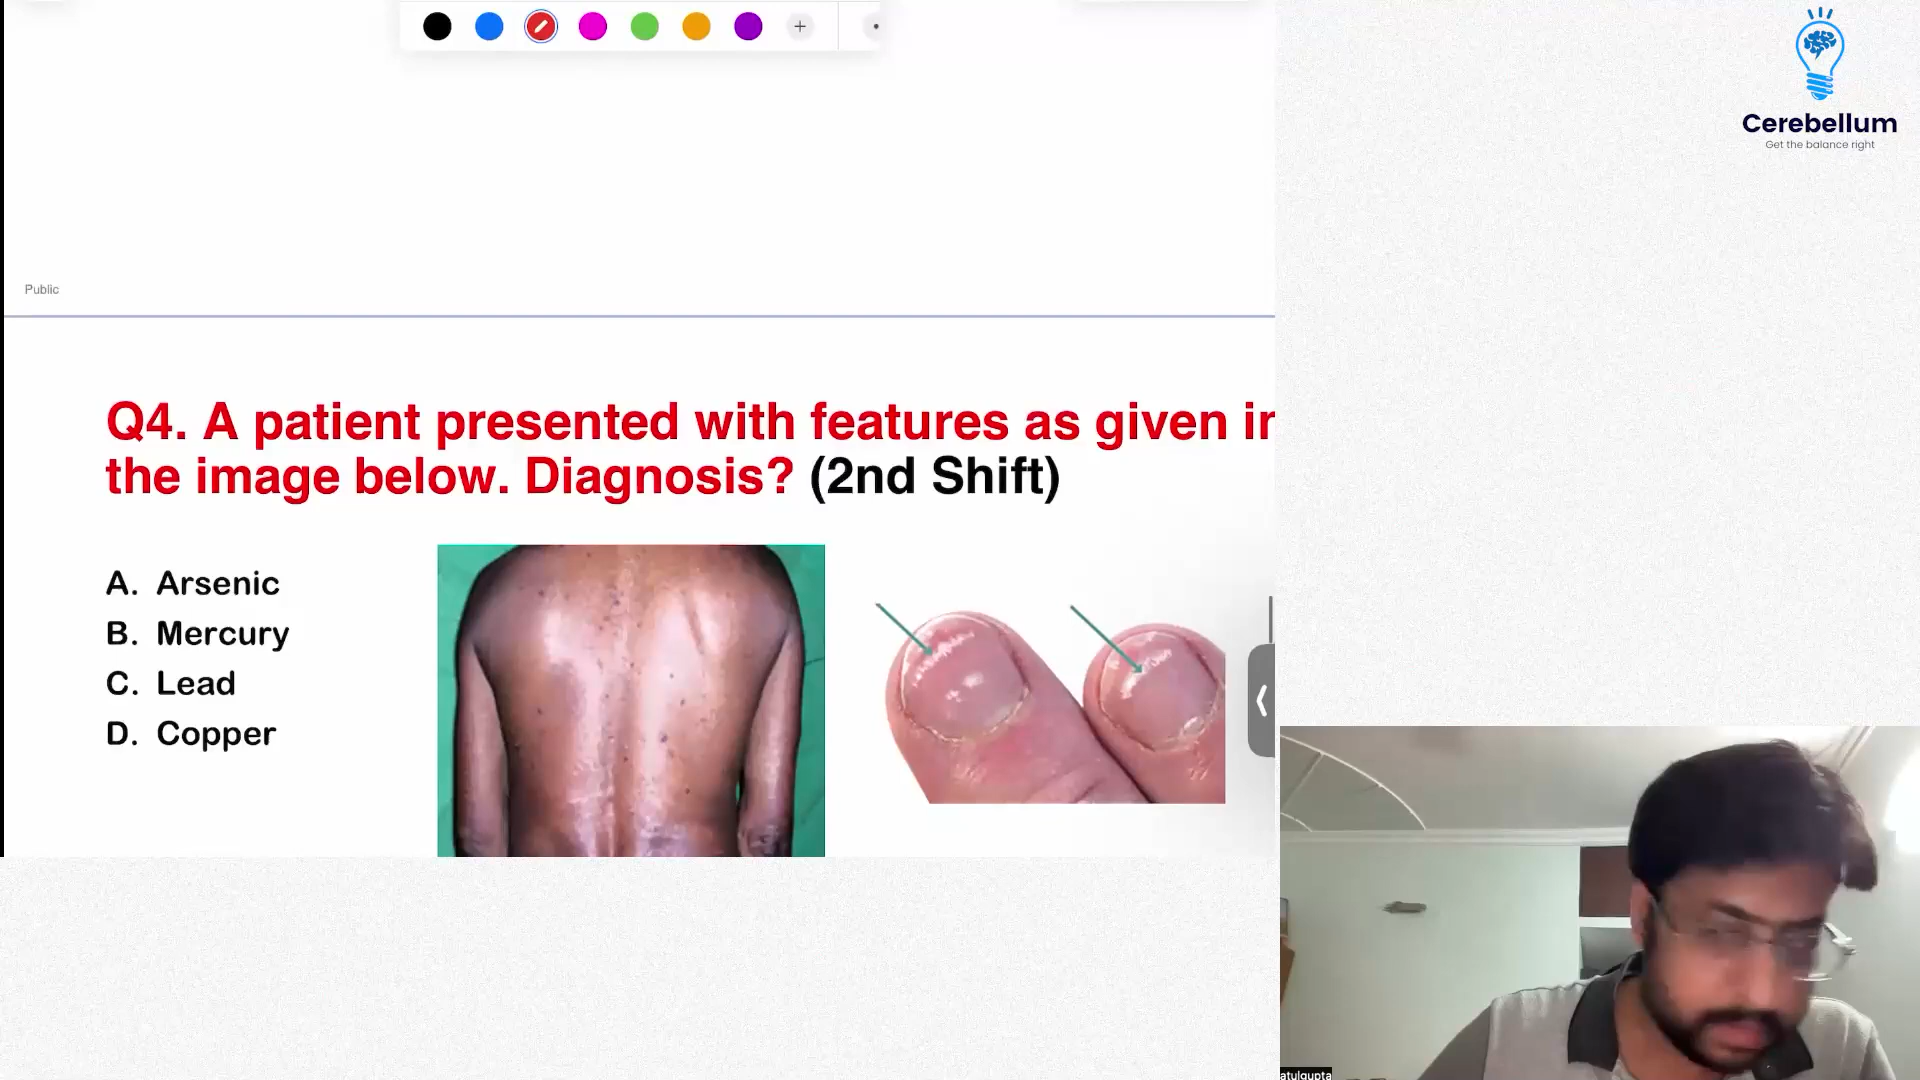 Cerebellum
Get the balance right
Public
Q4. A patient presented with features as given in
the image below. Diagnosis? (2nd Shift)
A. Arsenic
B. Mercury
C. Lead
D. Copper
atulgupta